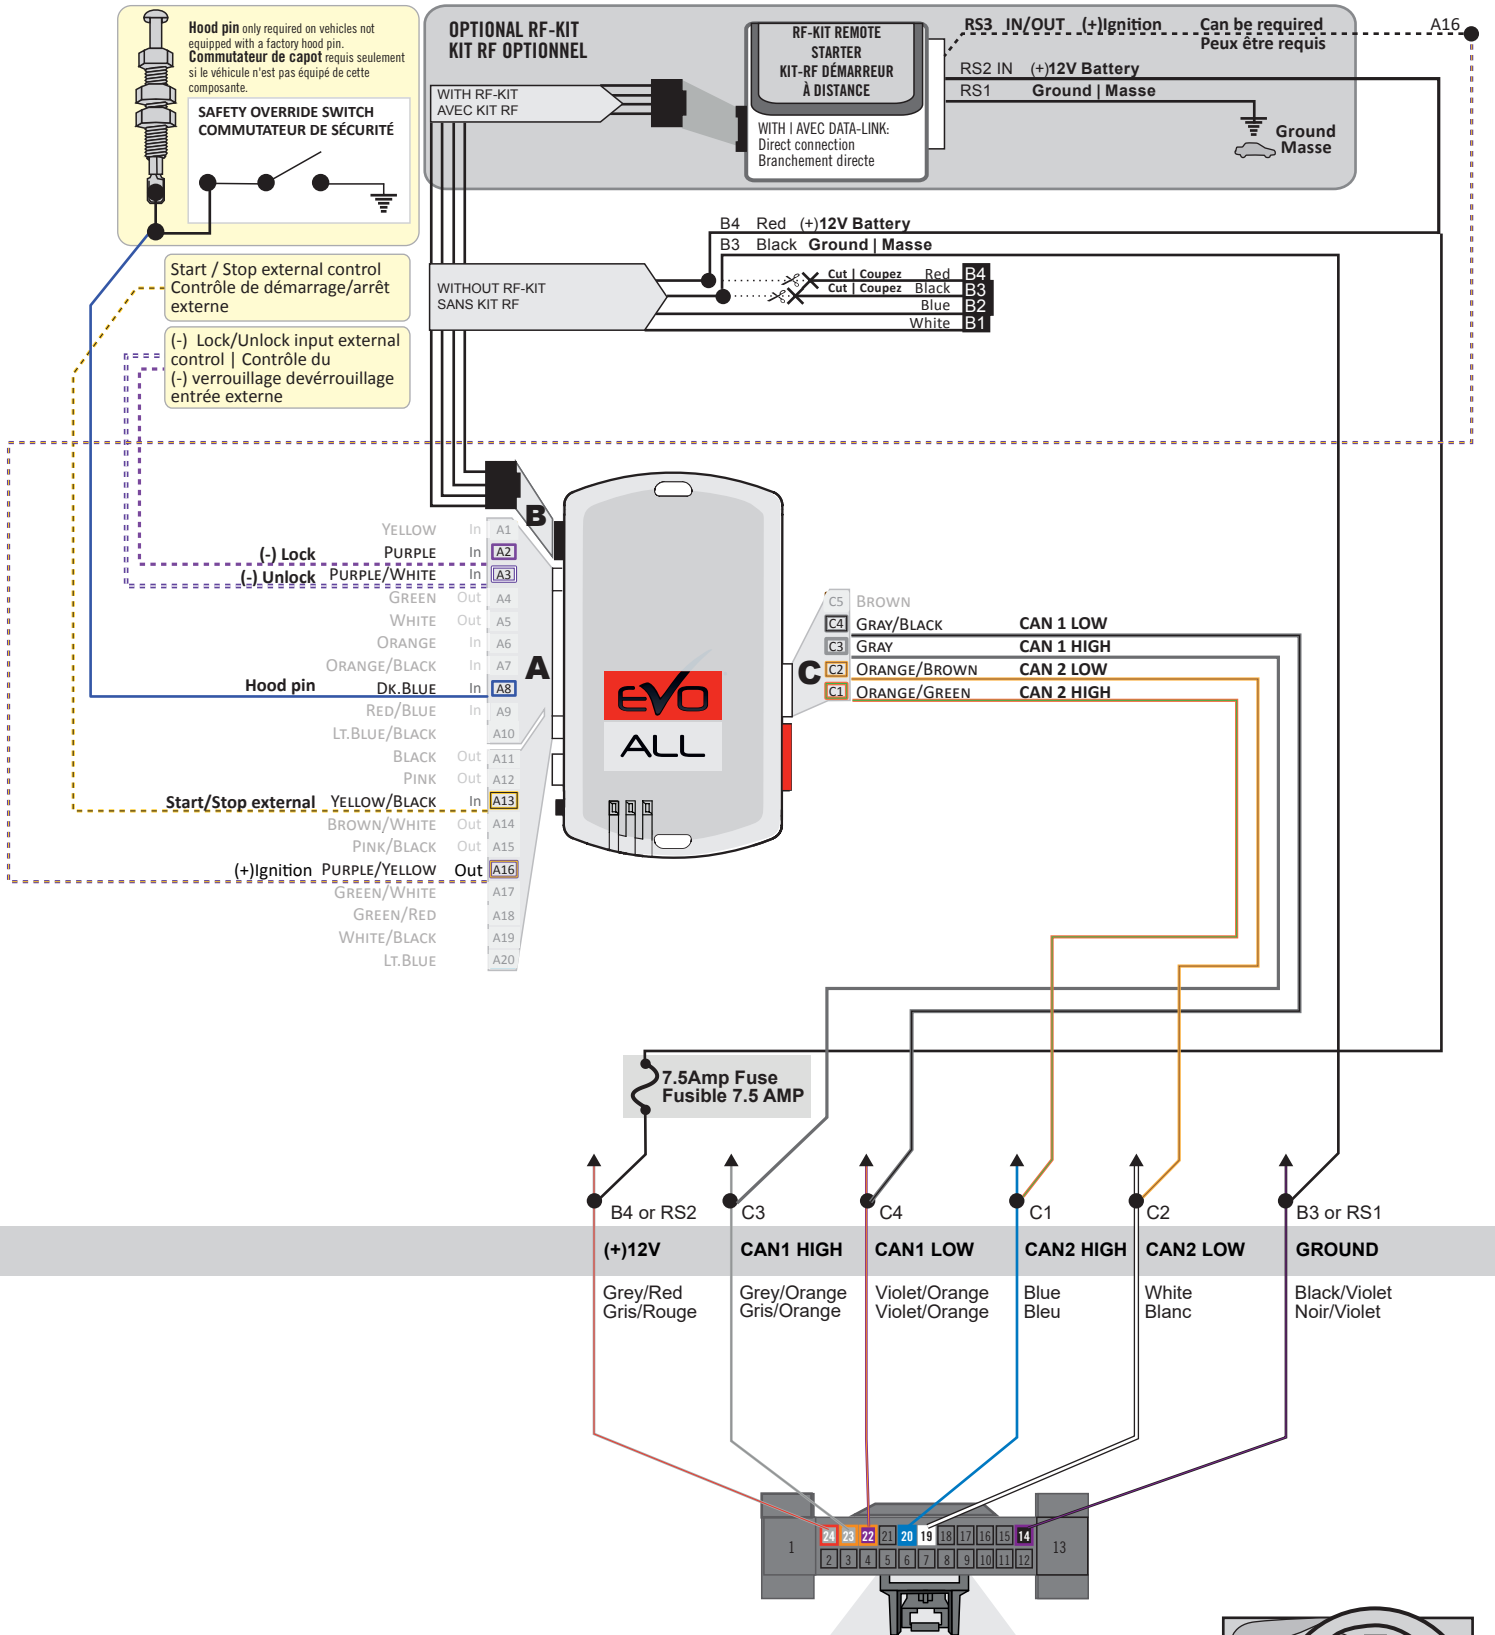 Hood pin only required on vehicles not
equipped with a factory hood pin.
Commutateur de capot requis seulement
si le véhicule n'est pas équipé de cette
composante.
SAFETY OVERRIDE SWITCH
COMMUTATEUR DE SÉCURITÉ
OPTIONAL RF-KIT
KIT RF OPTIONNEL
WITH RF-KIT
AVEC KIT RF
RF-KIT REMOTE
STARTER
KIT-RF DÉMARREUR
À DISTANCE
WITH I AVEC DATA-LINK:
Direct connection
Branchement directe
RS3 IN/OUT (+)Ignition Can be required A16
Peux être requis
RS2 IN (+)12V Battery
RS1 Ground | Masse
Ground
Masse
B4 Red (+)12V Battery
B3 Black Ground | Masse
Start / Stop external control
Contrôle de démarrage/arrêt
externe
WITHOUT RF-KIT
SANS KIT RF
Cut | Coupez Red B4
Cut | Coupez Black B3
Blue B2
White B1
(-) Lock/Unlock input external
control | Contrôle du
(-) verrouillage devérrouillage
entrée externe
B
YELLOW In A1
(-) Lock PURPLE In A2
(-) Unlock PURPLE/WHITE In A3
GREEN Out A4
WHITE Out A5
ORANGE In A6
ORANGE/BLACK In A7
Hood pin DK.BLUE In A8
RED/BLUE In A9
LT.BLUE/BLACK A10
BLACK Out A11
PINK Out A12
Start/Stop external YELLOW/BLACK In A13
BROWN/WHITE Out A14
PINK/BLACK Out A15
(+)Ignition PURPLE/YELLOW Out A16
GREEN/WHITE A17
GREEN/RED A18
WHITE/BLACK A19
LT.BLUE A20
A
EVO
ALL
C
C5 BROWN
C4 GRAY/BLACK CAN 1 LOW
C3 GRAY CAN 1 HIGH
C2 ORANGE/BROWN CAN 2 LOW
C1 ORANGE/GREEN CAN 2 HIGH
7.5Amp Fuse
Fusible 7.5 AMP
B4 or RS2 C3 C4 C1 C2 B3 or RS1
(+)12V CAN1 HIGH CAN1 LOW CAN2 HIGH CAN2 LOW GROUND
Grey/Red Grey/Orange Violet/Orange Blue White Black/Violet
Gris/Rouge Gris/Orange Violet/Orange Bleu Blanc Noir/Violet
1 24 23 22 21 20 19 18 17 16 15 14 13
2 3 4 5 6 7 8 9 10 11 12